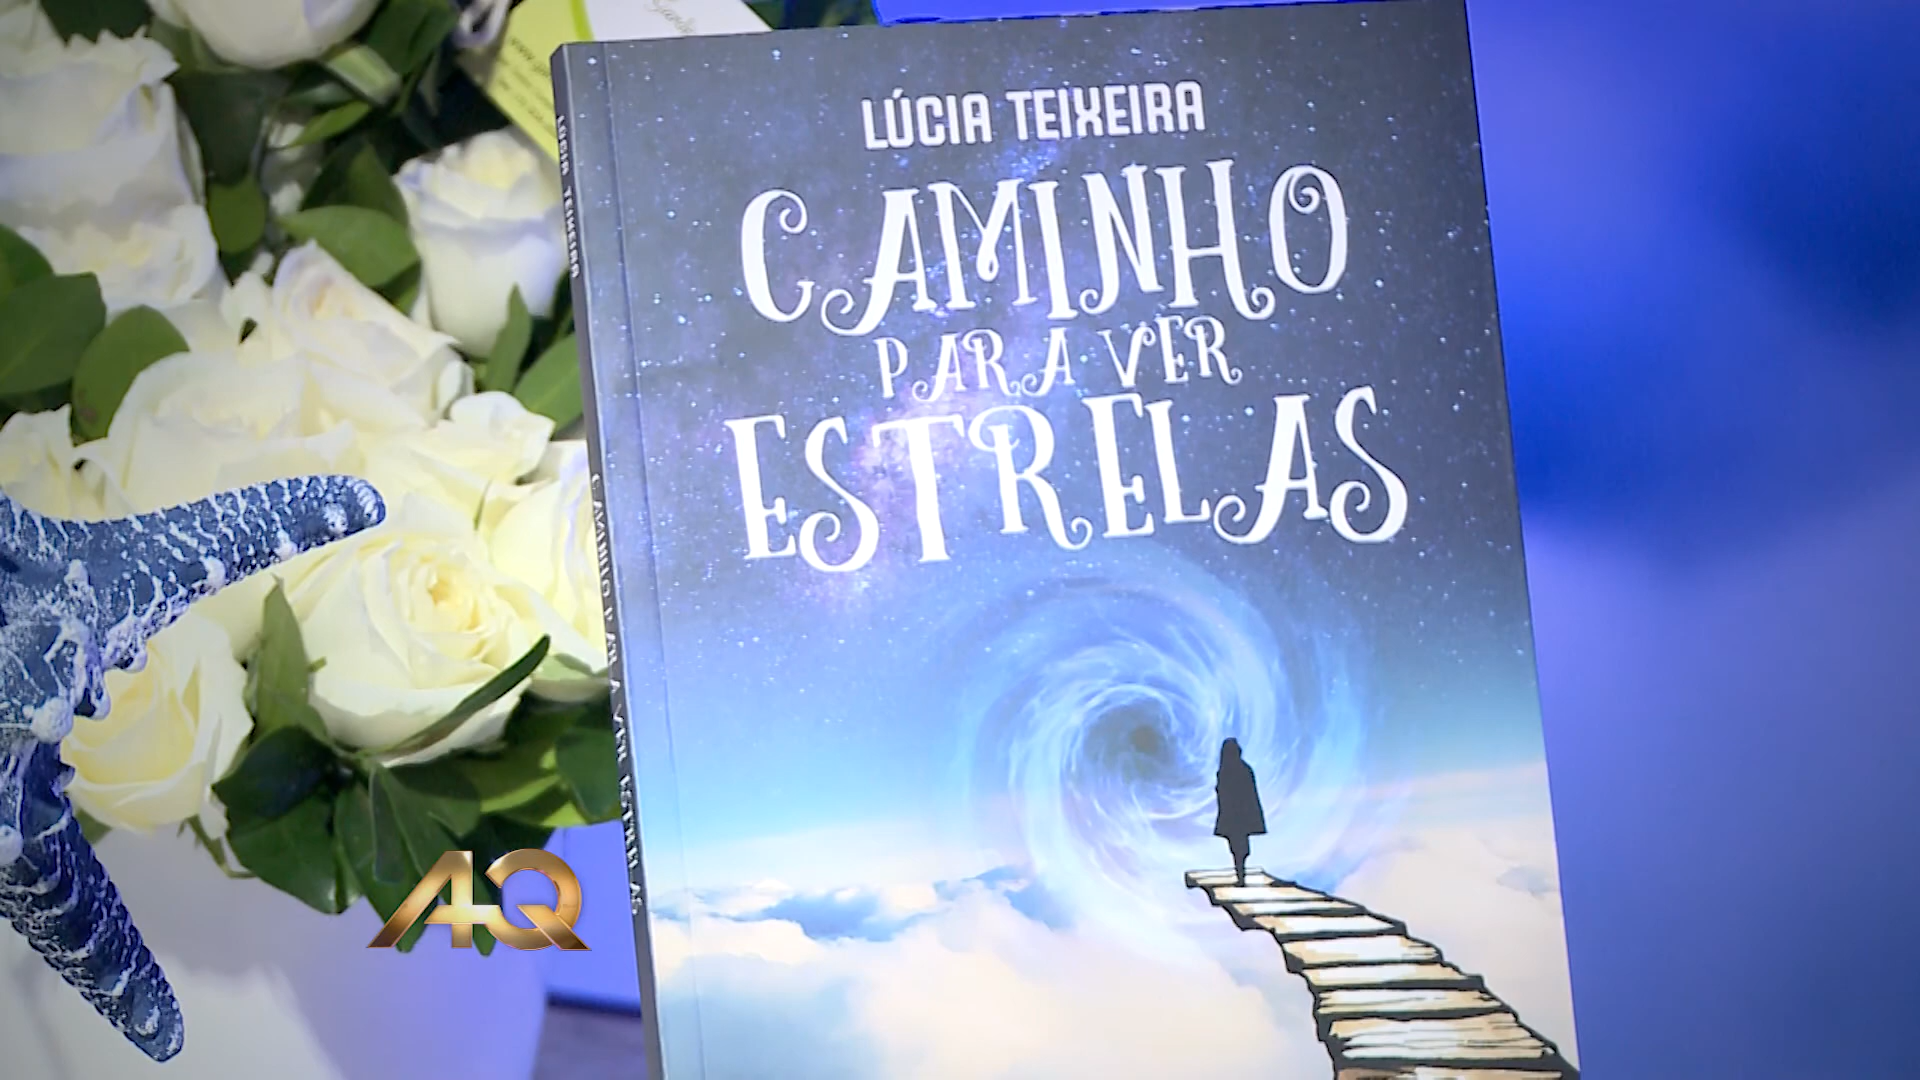 LÚCIA TEIXEIRA
CAMINHO
PARA VER
ESTRELAS
LÚCIA TEIXEIRA
CAMINHO PARA VER ESTRELAS
AQ